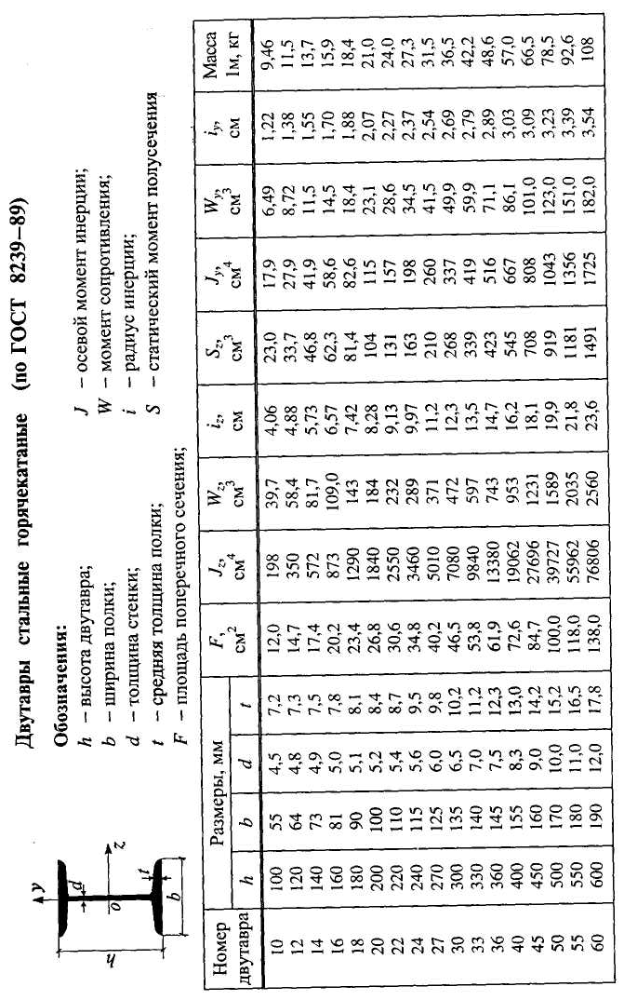 Двутавры стальные горячекатаные (по ГОСТ 8239–89)
Обозначения:
h – высота двутавра;
b – ширина полки;
d – толщина стенки;
t – средняя толщина полки;
F – площадь поперечного сечения;
J – осевой момент инерции;
W – момент сопротивления;
i – радиус инерции;
S – статический момент полусечения
y
d
z
o
t
b
h
Номер двутавра Размеры, мм F, см2 Jz, см4 Wz, см3 iz, см Sz, см3 Jy, см4 Wy, см3 iy, см Масса 1м, кг
h b d t
10 100 55 4,5 7,2 12,0 198 39,7 4,06 23,0 17,9 6,49 1,22 9,46
12 120 64 4,8 7,3 14,7 350 58,4 4,88 33,7 27,9 8,72 1,38 11,5
14 140 73 4,9 7,5 17,4 572 81,7 5,73 46,8 41,9 11,5 1,55 13,7
16 160 81 5,0 7,8 20,2 873 109,0 6,57 62,3 58,6 14,5 1,70 15,9
18 180 90 5,1 8,1 23,4 1290 143 7,42 81,4 82,6 18,4 1,88 18,4
20 200 100 5,2 8,4 26,8 1840 184 8,28 104 115 23,1 2,07 21,0
22 220 110 5,4 8,7 30,6 2550 232 9,13 131 157 28,6 2,27 24,0
24 240 115 5,6 9,5 34,8 3460 289 9,97 163 198 34,5 2,37 27,3
27 270 125 6,0 9,8 40,2 5010 371 11,2 210 260 41,5 2,54 31,5
30 300 135 6,5 10,2 46,5 7080 472 12,3 268 337 49,9 2,69 36,5
33 330 140 7,0 11,2 53,8 9840 597 13,5 339 419 59,9 2,79 42,2
36 360 145 7,5 12,3 61,9 13380 743 14,7 423 516 71,1 2,89 48,6
40 400 155 8,3 13,0 72,6 19062 953 16,2 545 667 86,1 3,03 57,0
45 450 160 9,0 14,2 84,7 27696 1231 18,1 708 808 101,0 3,09 66,5
50 500 170 10,0 15,2 100,0 39727 1589 19,9 919 1043 123,0 3,23 78,5
55 550 180 11,0 16,5 118,0 55962 2035 21,8 1181 1356 151,0 3,39 92,6
60 600 190 12,0 17,8 138,0 76806 2560 23,6 1491 1725 182,0 3,54 108